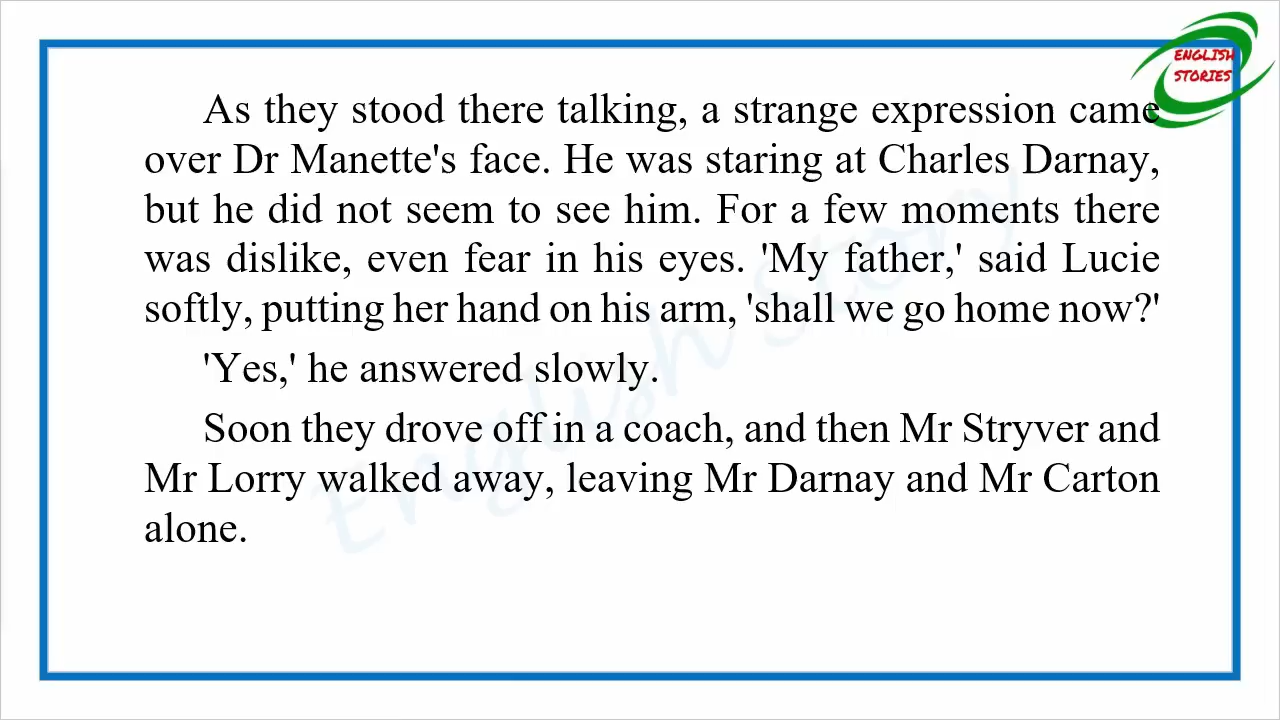 ENGLISH
STORIES
As they stood there talking, a strange expression came
over Dr Manette's face. He was staring at Charles Darnay,
but he did not seem to see him. For a few moments there
was dislike, even fear in his eyes. 'My father,' said Lucie
softly, putting her hand on his arm, 'shall we go home now?'
'Yes,' he answered slowly.
Soon they drove off in a coach, and then Mr Stryver and
Mr Lorry walked away, leaving Mr Darnay and Mr Carton
alone.
English Story